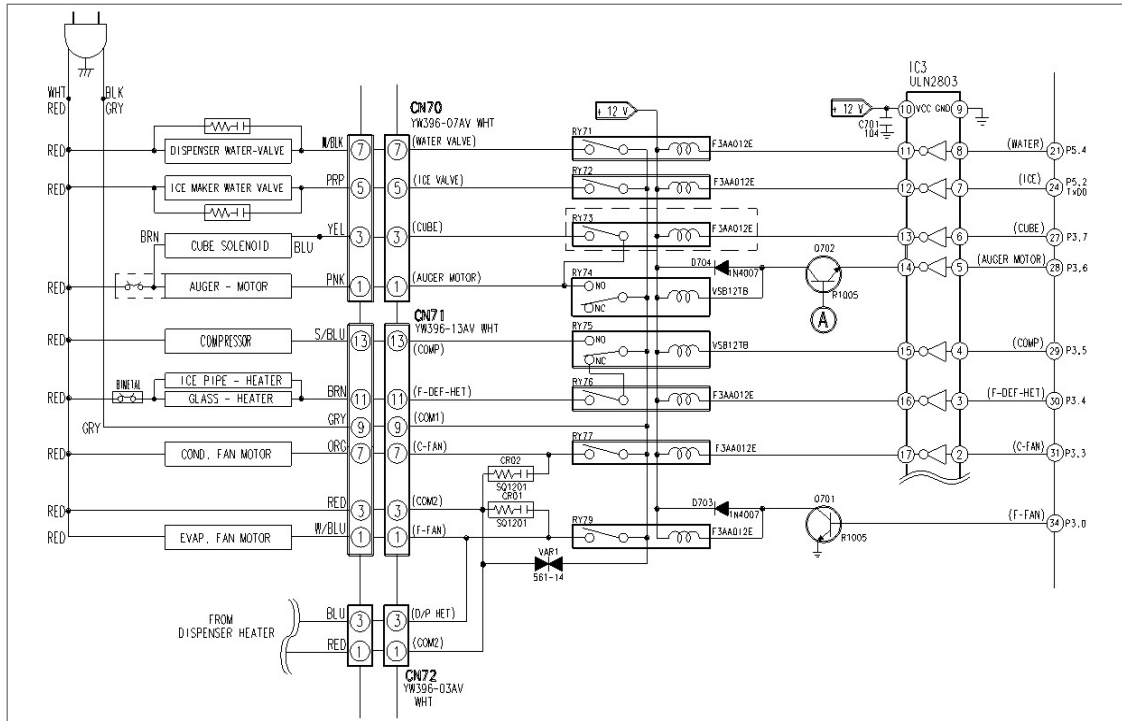 WHT BLK
RED GRY
CN70
YW396-07AV WHT
+ 12 V
IC3
ULN2803
+ 12 V
10 VCC GND 9
C701
104
RED DISPENSER WATER-VALVE W/BLK 7 7 (WATER VALVE) RY71 F3AA012E 11 8 (WATER) 21 P5.4
RED ICE MAKER WATER VALVE PRP 5 5 (ICE VALVE) RY72 F3AA012E 12 7 (ICE) 24 P5.2
TxD0
BRN CUBE SOLENOID BLU YEL 3 3 (CUBE) RY73 F3AA012E 13 6 (CUBE) 27 P3.7
RED AUGER - MOTOR PNK 1 1 (AUGER MOTOR) RY74 NO NC VSB12TB D704 1N4007 Q702 R1005 A 14 5 (AUGER MOTOR) 28 P3.6
CN71
YW396-13AV WHT
RED COMPRESSOR S/BLU 13 13 (COMP) RY75 NO NC VSB12TB 15 4 (COMP) 29 P3.5
BIMETAL ICE PIPE - HEATER
RED GLASS - HEATER BRN 11 11 (F-DEF-HET) RY76 F3AA012E 16 3 (F-DEF-HET) 30 P3.4
GRY GRY 9 9 (COM1)
RED COND. FAN MOTOR ORG 7 7 (C-FAN) RY77 F3AA012E 17 2 (C-FAN) 31 P3.3
CR02
SQ1201
RED RED 3 3 (COM2) CR01
SQ1201
D703 1N4007 Q701 R1005
RED EVAP. FAN MOTOR W/BLU 1 1 (F-FAN) RY79 F3AA012E (F-FAN) 34 P3.0
VAR1
561-14
FROM
DISPENSER HEATER
BLU 3 3 (D/P HET)
RED 1 1 (COM2)
CN72
YW396-03AV
WHT